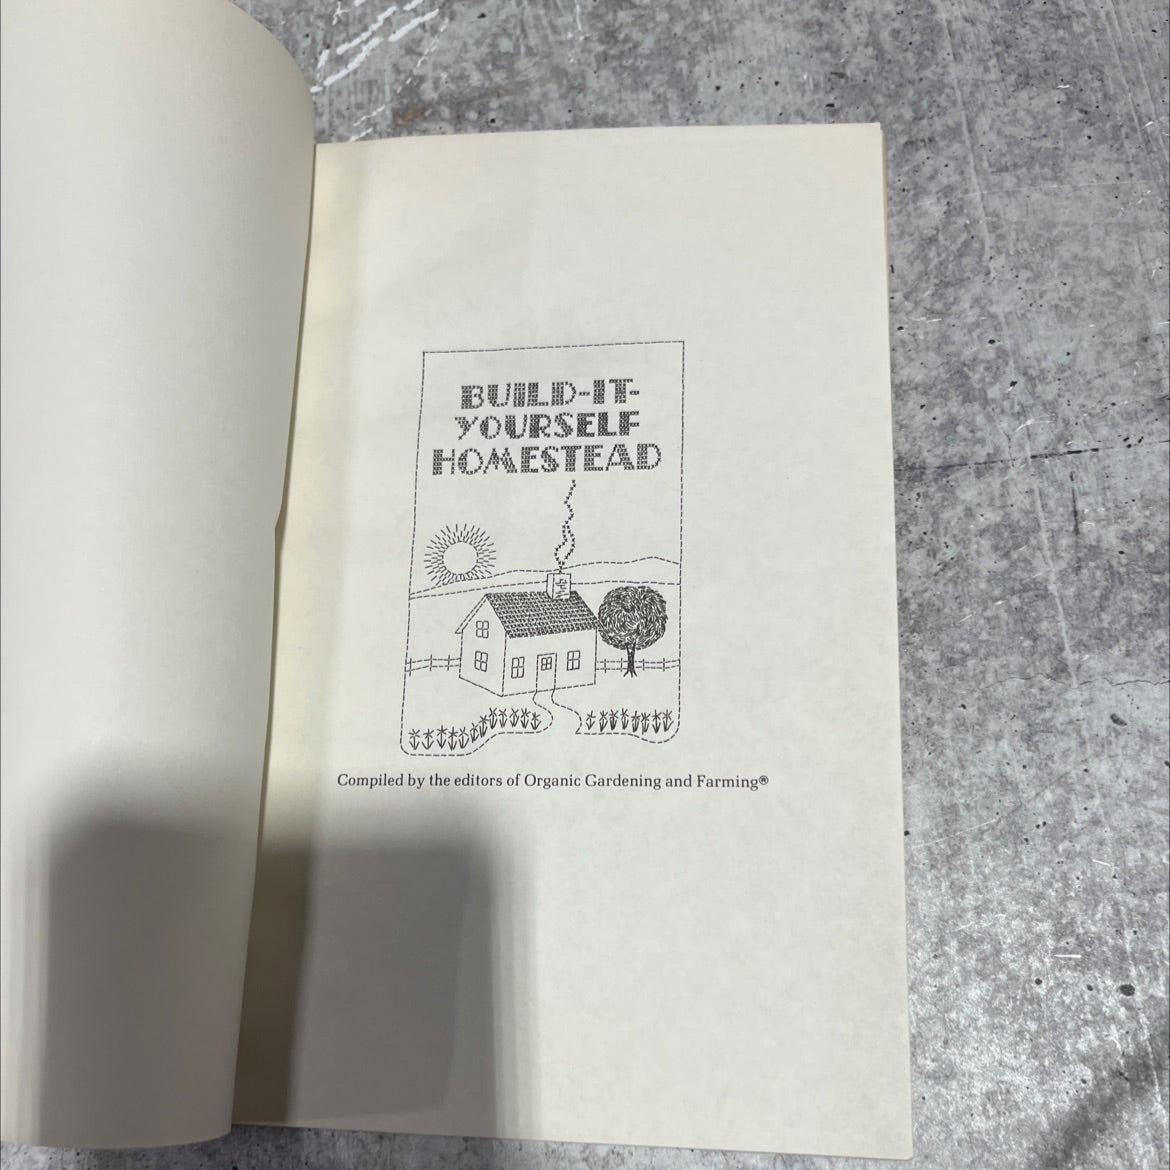 BUILD-IT-
YOURSELF
HOMESTEAD
Compiled by the editors of Organic Gardening and Farming®